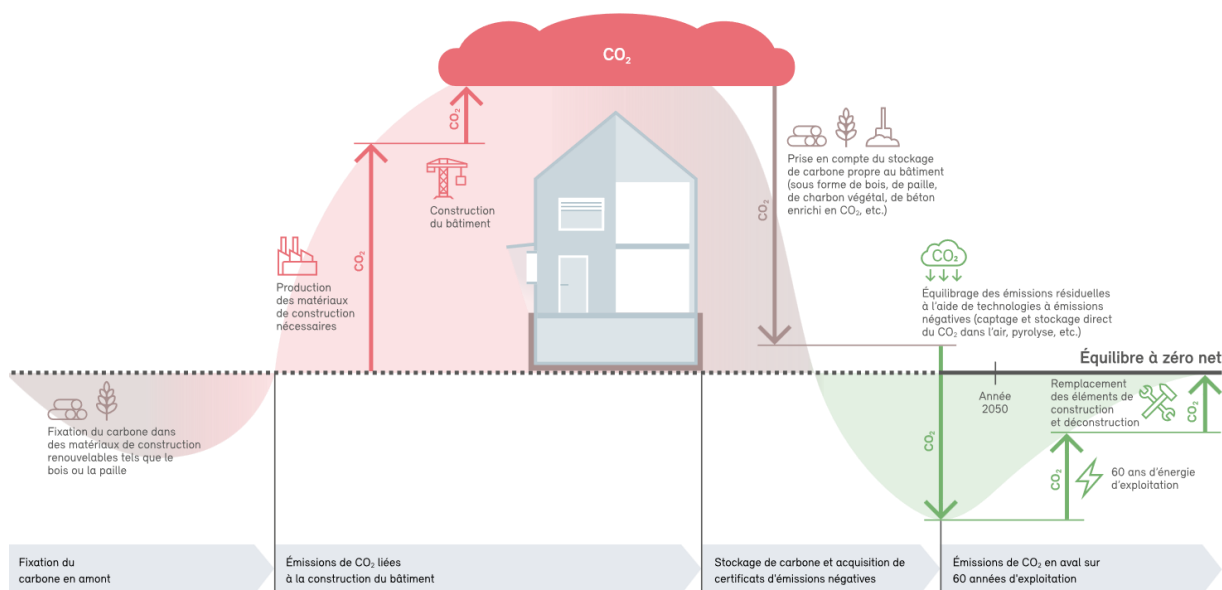 CO₂
CO₂
CO₂
CO₂
Construction
du bâtiment
Production
des matériaux
de construction
nécessaires
Prise en compte du stockage
de carbone propre au bâtiment
(sous forme de bois, de paille,
de charbon végétal, de béton
enrichi en CO₂, etc.)
CO₂
Équilibrage des émissions résiduelles
à l'aide de technologies à émissions
négatives (captage et stockage direct
du CO₂ dans l'air, pyrolyse, etc.)
Équilibre à zéro net
Année
2050
Remplacement
des éléments de
construction
et déconstruction
CO₂
CO₂
CO₂
60 ans d'énergie
d'exploitation
Fixation du carbone dans
des matériaux de construction
renouvelables tels que le
bois ou la paille
Fixation du
carbone en amont
Émissions de CO₂ liées
à la construction du bâtiment
Stockage de carbone et acquisition de
certificats d'émissions négatives
Émissions de CO₂ en aval sur
60 années d'exploitation